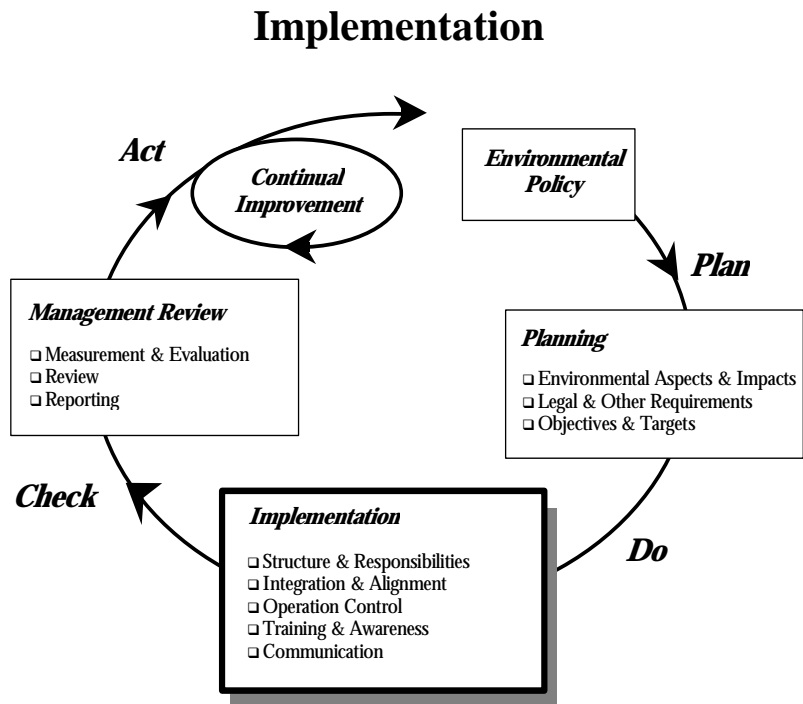 Implementation
Act
Continual
Improvement
Environmental
Policy
Plan
Management Review
❑ Measurement & Evaluation
❑ Review
❑ Reporting
Planning
❑ Environmental Aspects & Impacts
❑ Legal & Other Requirements
❑ Objectives & Targets
Check
Implementation
❑ Structure & Responsibilities
❑ Integration & Alignment
❑ Operation Control
❑ Training & Awareness
❑ Communication
Do